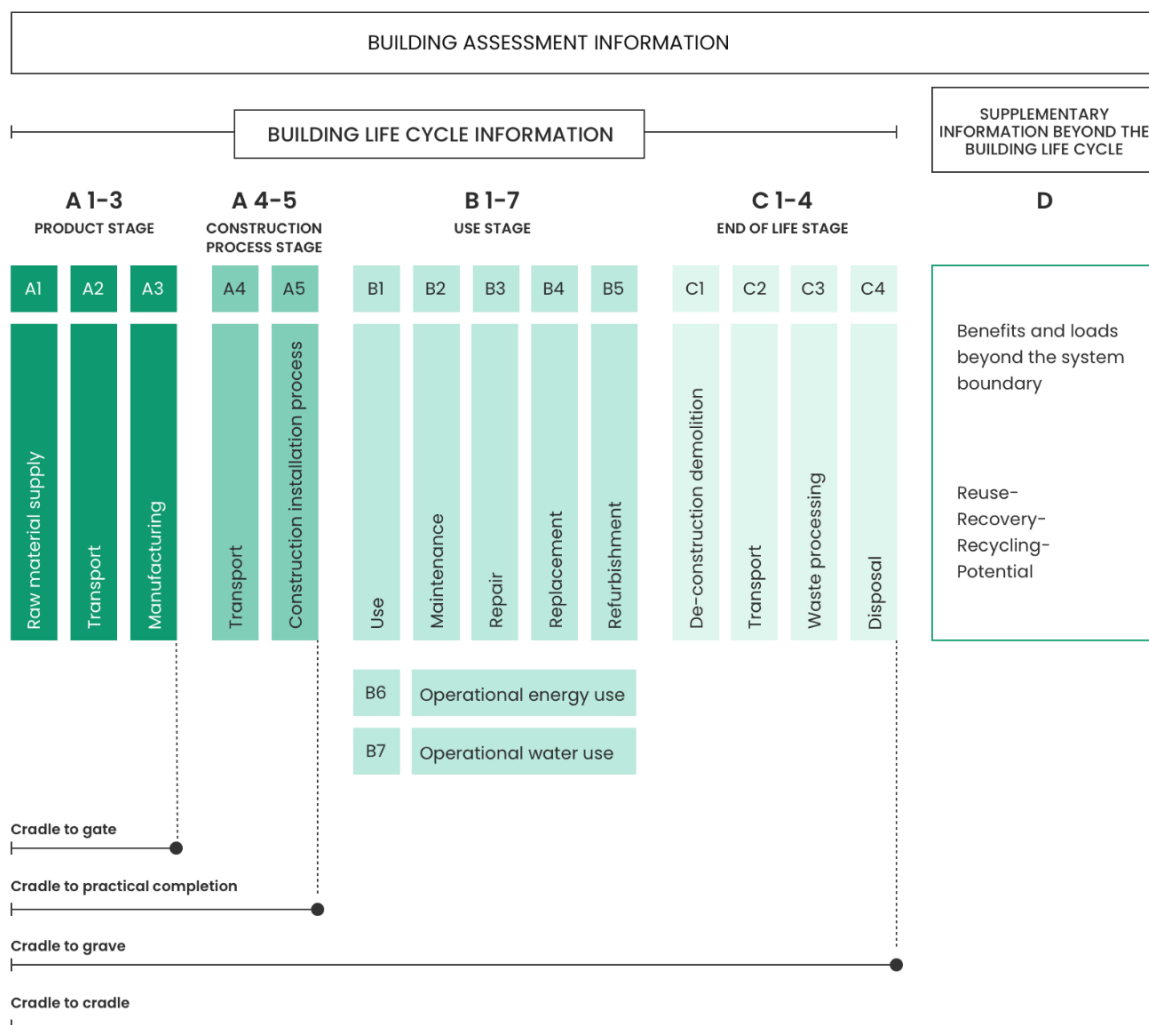 BUILDING ASSESSMENT INFORMATION
BUILDING LIFE CYCLE INFORMATION
SUPPLEMENTARY
INFORMATION BEYOND THE
BUILDING LIFE CYCLE
A 1-3
PRODUCT STAGE
A 4-5
CONSTRUCTION
PROCESS STAGE
B 1-7
USE STAGE
C 1-4
END OF LIFE STAGE
D
A1
A2
A3
A4
A5
B1
B2
B3
B4
B5
C1
C2
C3
C4
Raw material supply
Transport
Manufacturing
Transport
Construction installation process
Use
Maintenance
Repair
Replacement
Refurbishment
De-construction demolition
Transport
Waste processing
Disposal
Benefits and loads
beyond the system
boundary
Reuse-
Recovery-
Recycling-
Potential
B6
Operational energy use
B7
Operational water use
Cradle to gate
Cradle to practical completion
Cradle to grave
Cradle to cradle